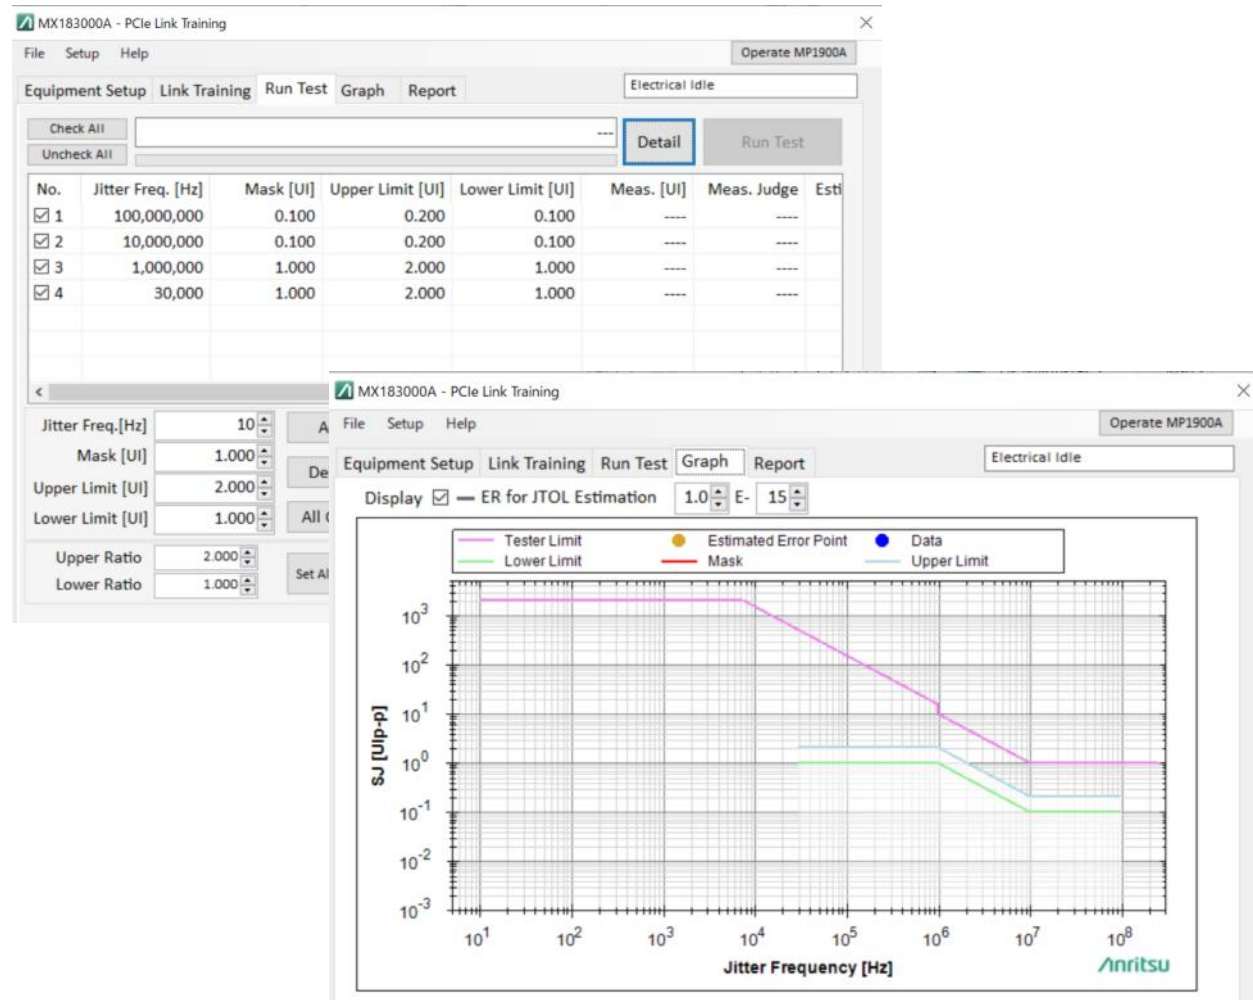 MX183000A - PCIe Link Training
File Setup Help
Operate MP1900A
Equipment Setup Link Training Run Test Graph Report
Electrical Idle
Check All
Uncheck All
---
Detail
Run Test
No. Jitter Freq. [Hz] Mask [UI] Upper Limit [UI] Lower Limit [UI] Meas. [UI] Meas. Judge Esti
1 100,000,000 0.100 0.200 0.100 ---- ----
2 10,000,000 0.100 0.200 0.100 ---- ----
3 1,000,000 1.000 2.000 1.000 ---- ----
4 30,000 1.000 2.000 1.000 ---- ----
Jitter Freq.[Hz] 10 A
Mask [UI] 1.000
De
Upper Limit [UI] 2.000
Lower Limit [UI] 1.000 All
Upper Ratio 2.000
Set Al
Lower Ratio 1.000
MX183000A - PCIe Link Training
File Setup Help
Operate MP1900A
Equipment Setup Link Training Run Test Graph Report
Electrical Idle
Display — ER for JTOL Estimation 1.0 E- 15
Tester Limit Estimated Error Point Data
Lower Limit Mask Upper Limit
10³
10²
10¹
10⁰
10⁻¹
10⁻²
10⁻³
SJ [UIp-p]
10¹ 10² 10³ 10⁴ 10⁵ 10⁶ 10⁷ 10⁸
Jitter Frequency [Hz]
Anritsu